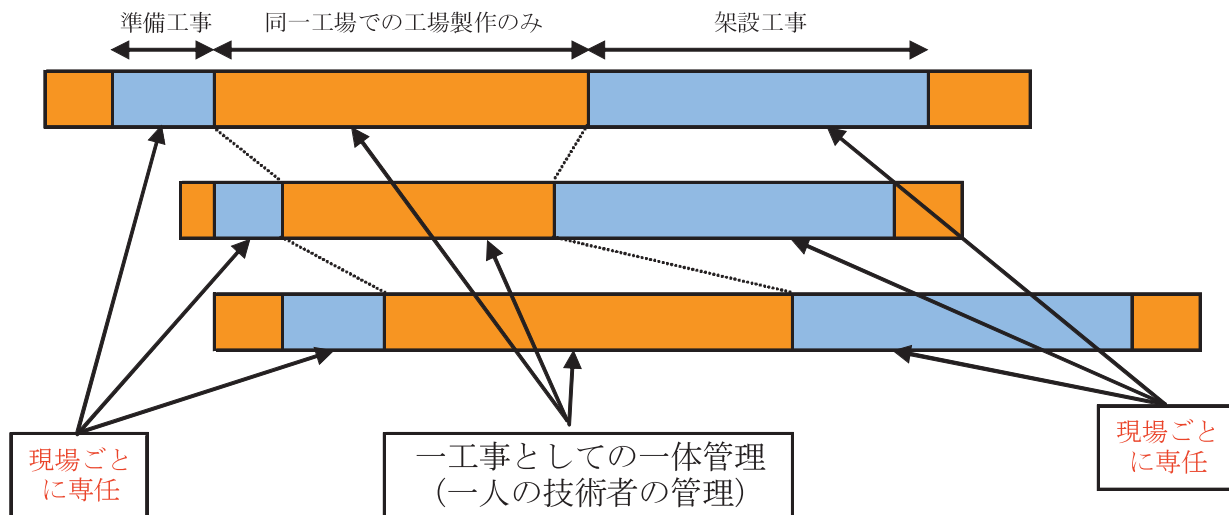 準備工事
同一工場での工場製作のみ
架設工事
現場ごと
に専任
一工事としての一体管理
（一人の技術者の管理）
現場ごと
に専任